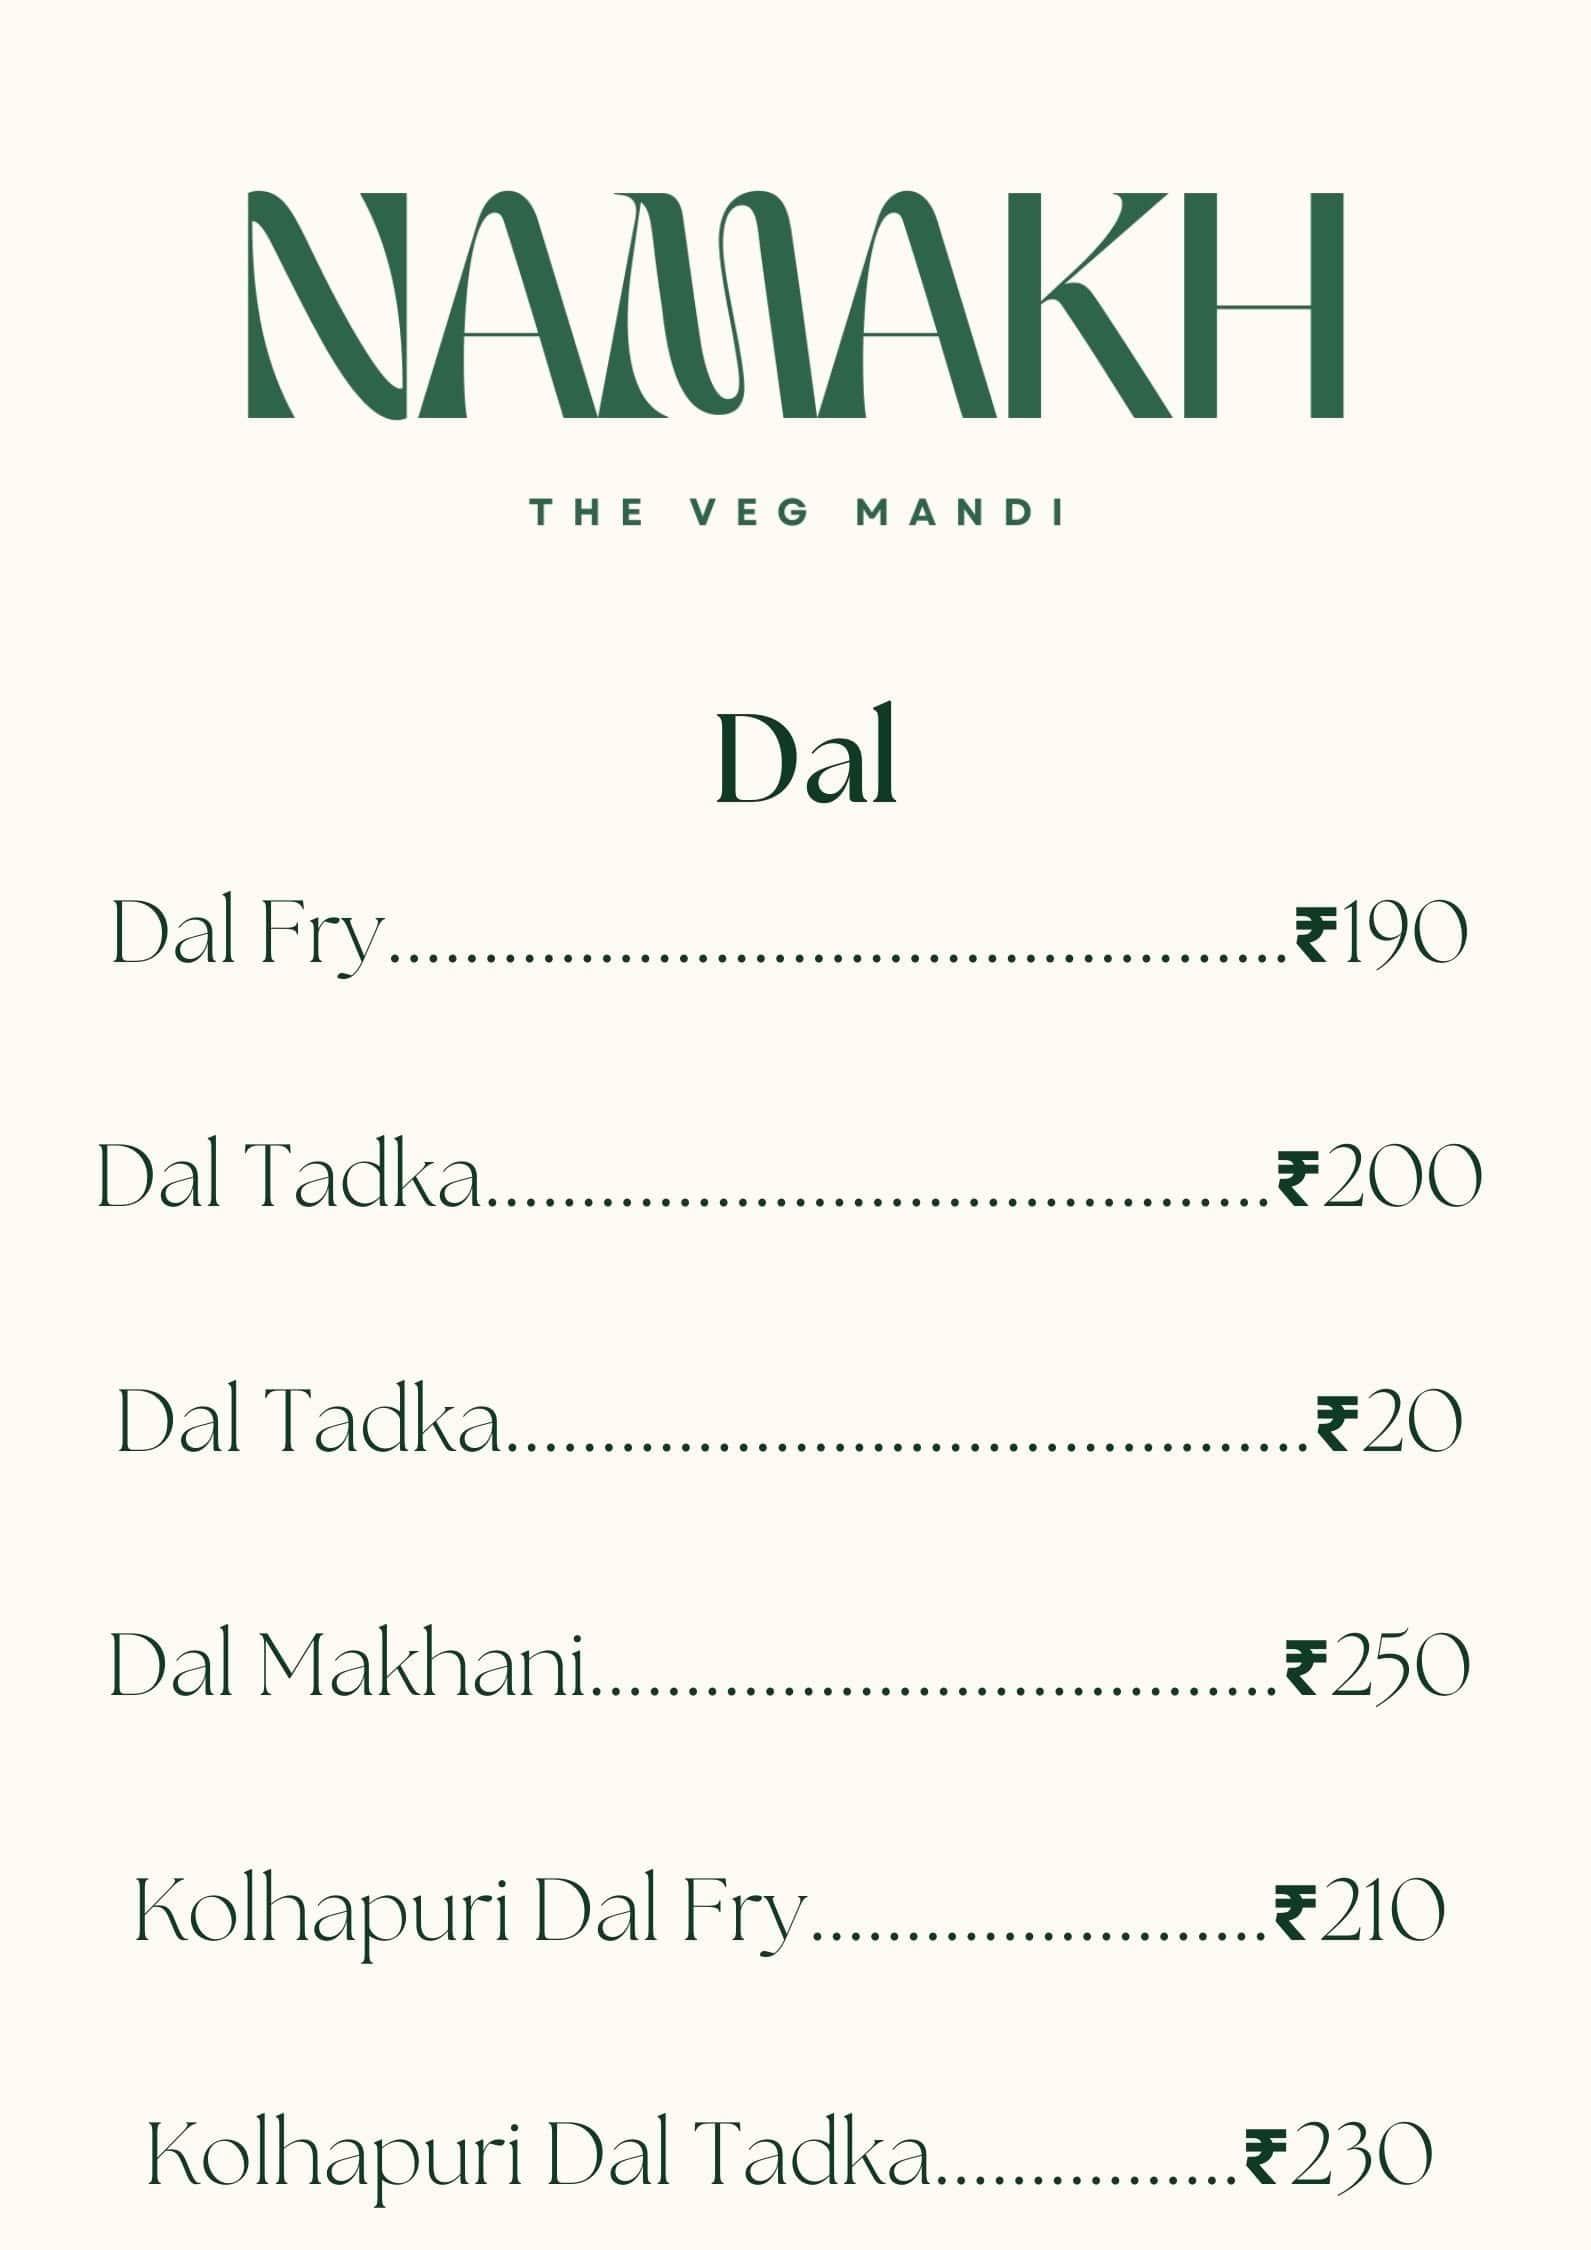 NAMAKH
THE VEG MANDI
Dal
Dal Fry...............................................₹190
Dal Tadka.........................................₹200
Dal Tadka..........................................₹20
Dal Makhani....................................₹250
Kolhapuri Dal Fry........................₹210
Kolhapuri Dal Tadka................₹230